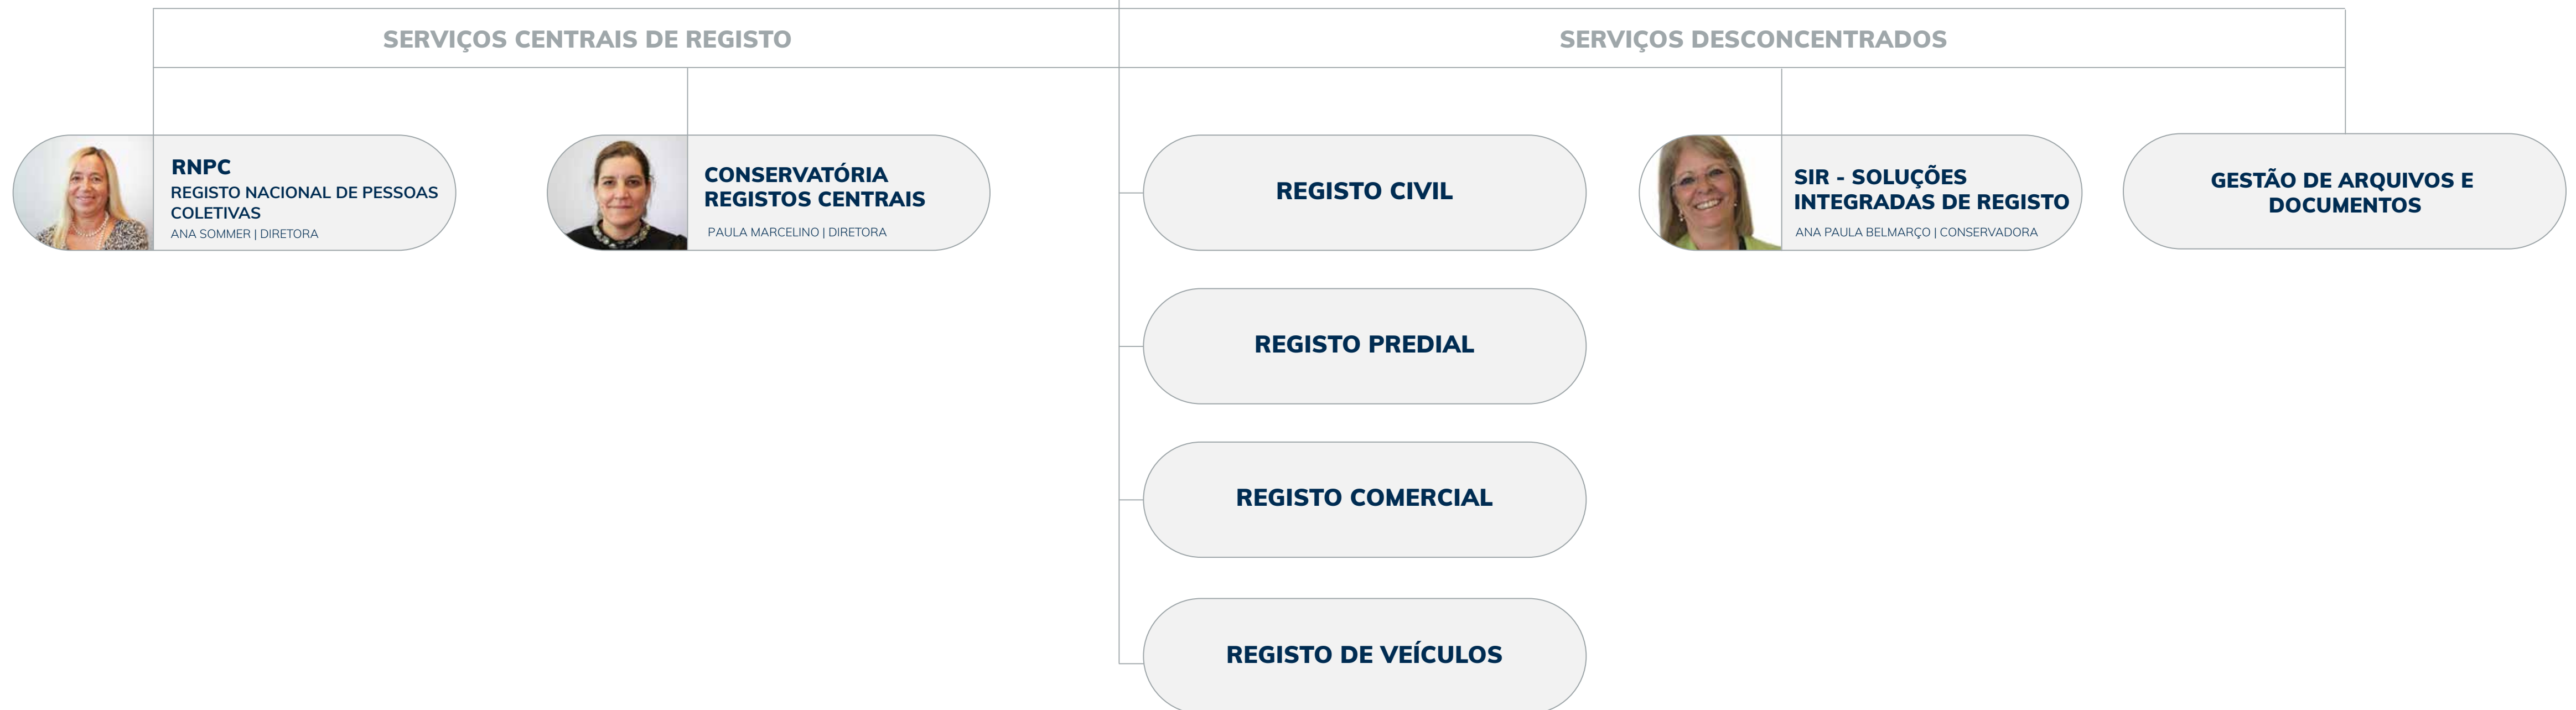 SERVIÇOS CENTRAIS DE REGISTO
SERVIÇOS DESCONCENTRADOS
RNPC
REGISTO NACIONAL DE PESSOAS
COLETIVAS
ANA SOMMER | DIRETORA
CONSERVATÓRIA
REGISTOS CENTRAIS
PAULA MARCELINO | DIRETORA
REGISTO CIVIL
SIR - SOLUÇÕES
INTEGRADAS DE REGISTO
ANA PAULA BELMARÇO | CONSERVADORA
GESTÃO DE ARQUIVOS E
DOCUMENTOS
REGISTO PREDIAL
REGISTO COMERCIAL
REGISTO DE VEÍCULOS